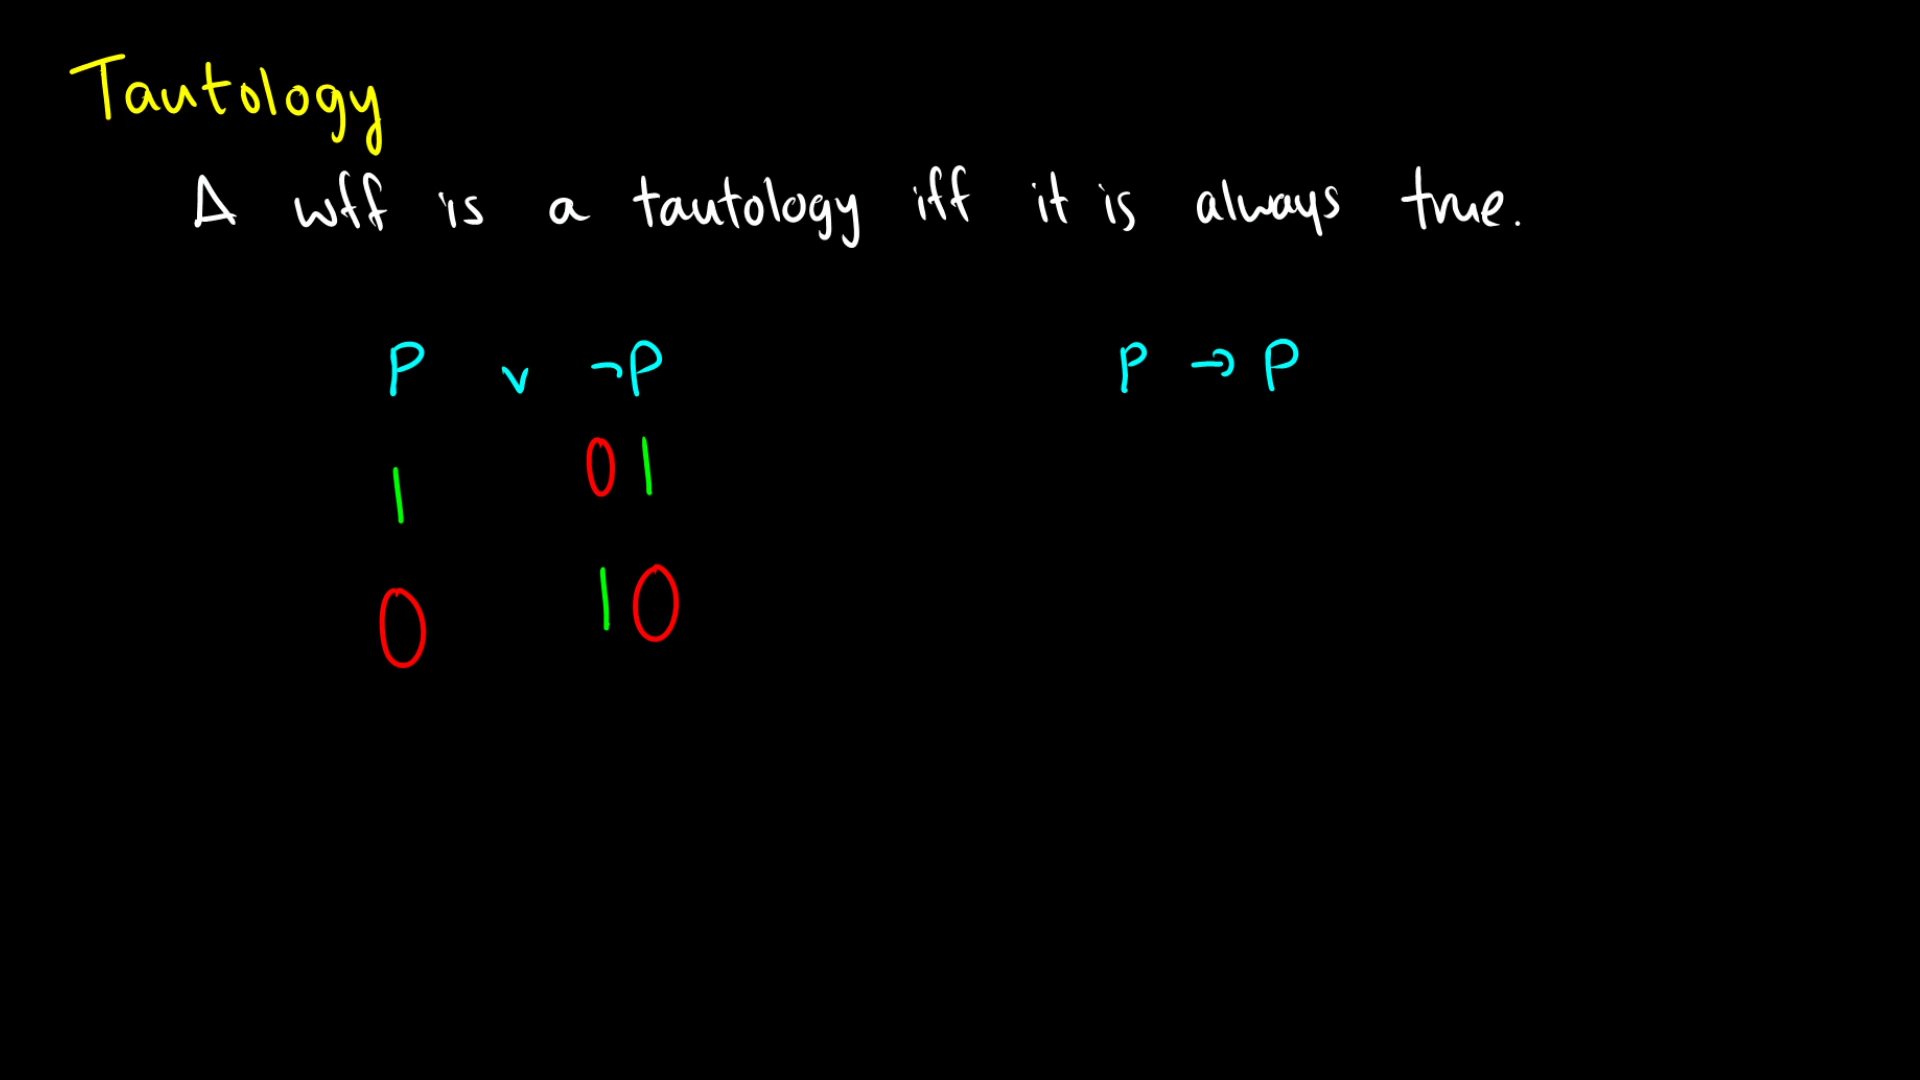 Tautology
A wff is a tautology iff it is always true.
P v ¬P P → P
1 0 1
0 1 0